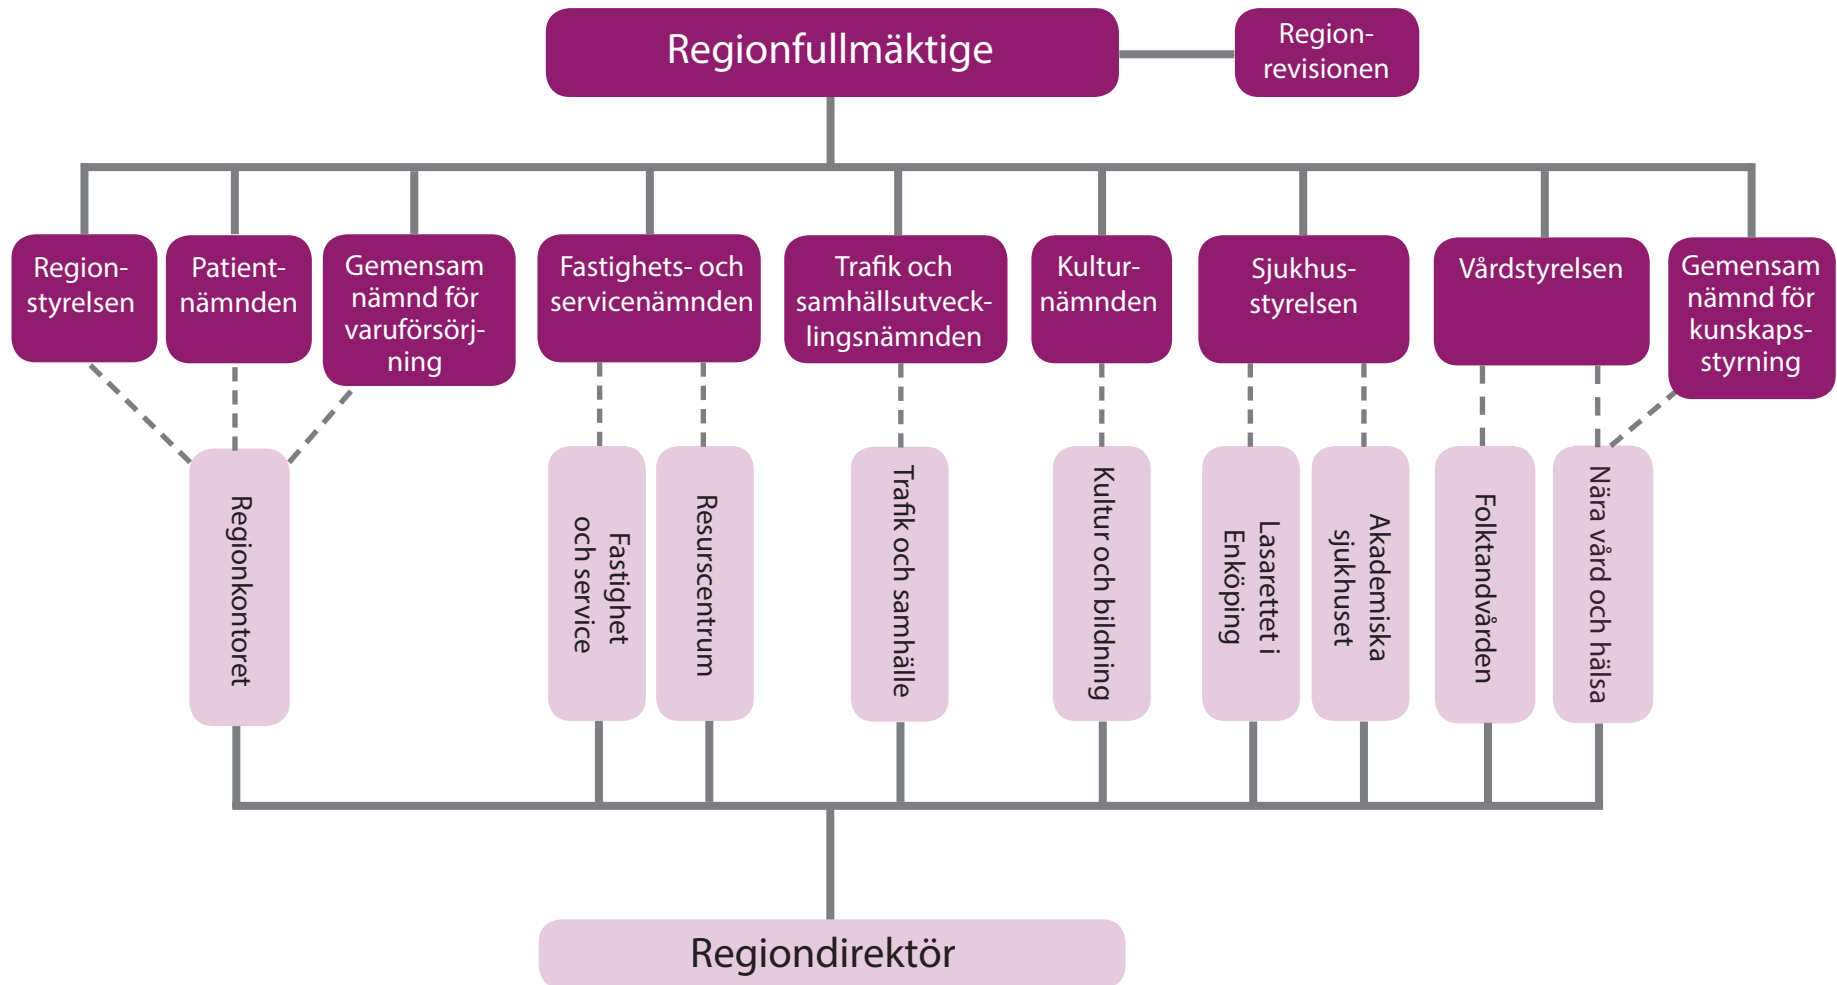 Regionfullmäktige
Region-
revisionen
Region-
styrelsen
Patient-
nämnden
Gemensam
nämnd för
varuförsörj-
ning
Fastighets- och
servicenämnden
Trafik och
samhällsutveck-
lingsnämnden
Kultur-
nämnden
Sjukhus-
styrelsen
Vårdstyrelsen
Gemensam
nämnd för
kunskaps-
styrning
Regionkontoret
Fastighet
och service
Resurscentrum
Trafik och samhälle
Kultur och bildning
Lasarettet i
Enköping
Akademiska
sjukhuset
Folktandvården
Nära vård och hälsa
Regiondirektör